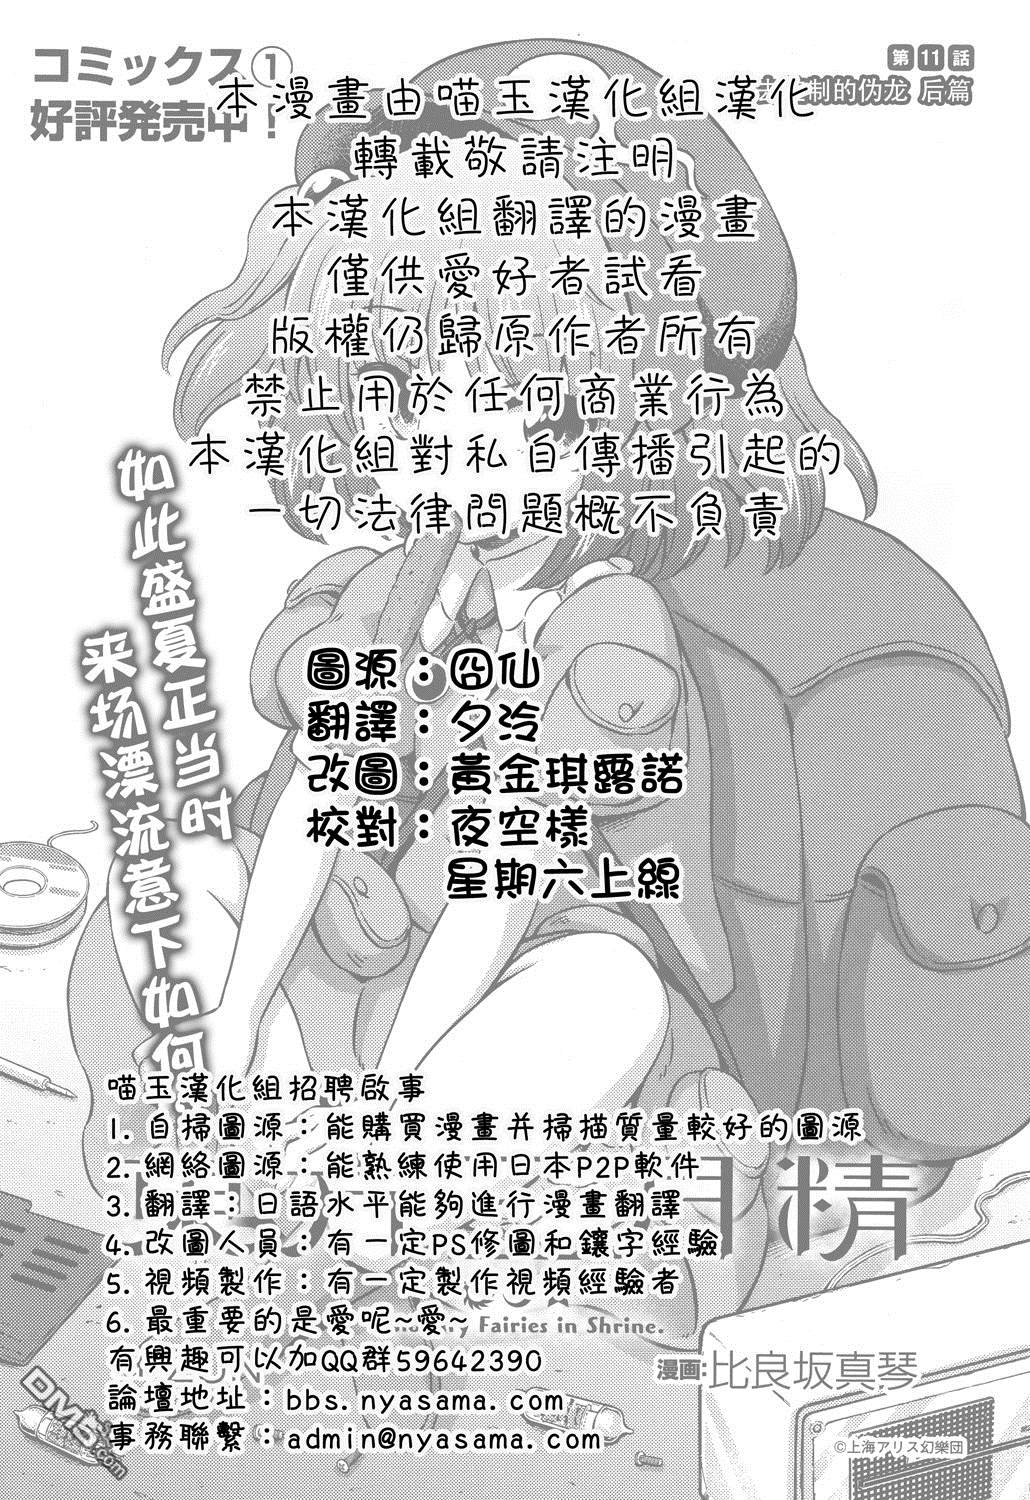 コミックス①
好評発売中！
第11話
制的伪龙 后篇
本漫畫由喵玉漢化組漢化
轉載敬請注明
本漢化組翻譯的漫畫
僅供愛好者試看
版權仍歸原作者所有
禁止用於任何商業行為
本漢化組對私自傳播引起的
一切法律問題概不負責
如此盛夏正当时
来场漂流意下如何
圖源：囧仙
翻譯：夕泠
改圖：黃金琪露諾
校對：夜空樣
星期六上線
喵玉漢化組招聘啟事
1. 自掃圖源：能購買漫畫并掃描質量較好的圖源
2. 網絡圖源：能熟練使用日本P2P軟件
3. 翻譯：日語水平能夠進行漫畫翻譯
4. 改圖人員：有一定PS修圖和鑲字經驗
5. 視頻製作：有一定製作視頻經驗者
6. 最重要的是愛呢~愛~
有興趣可以加QQ群59642390
論壇地址：bbs.nyasama.com
事務聯繫：admin@nyasama.com
月精
Fairies in Shrine.
漫画:比良坂真琴
©上海アリス幻樂団
DM5.com